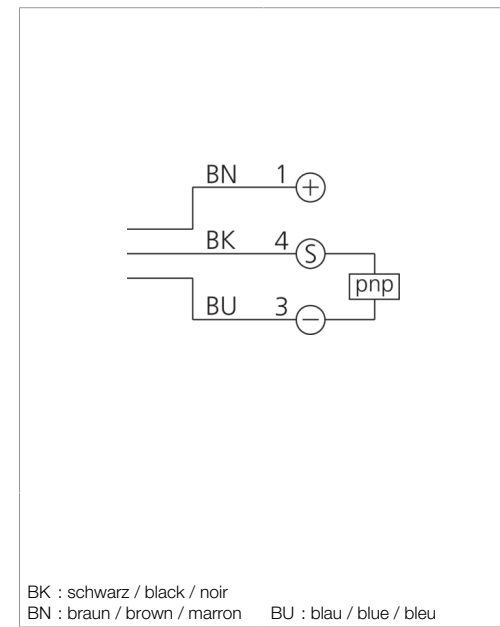 BN 1 +
BK 4 S
pnp
BU 3 −
BK : schwarz / black / noir
BN : braun / brown / marron BU : blau / blue / bleu